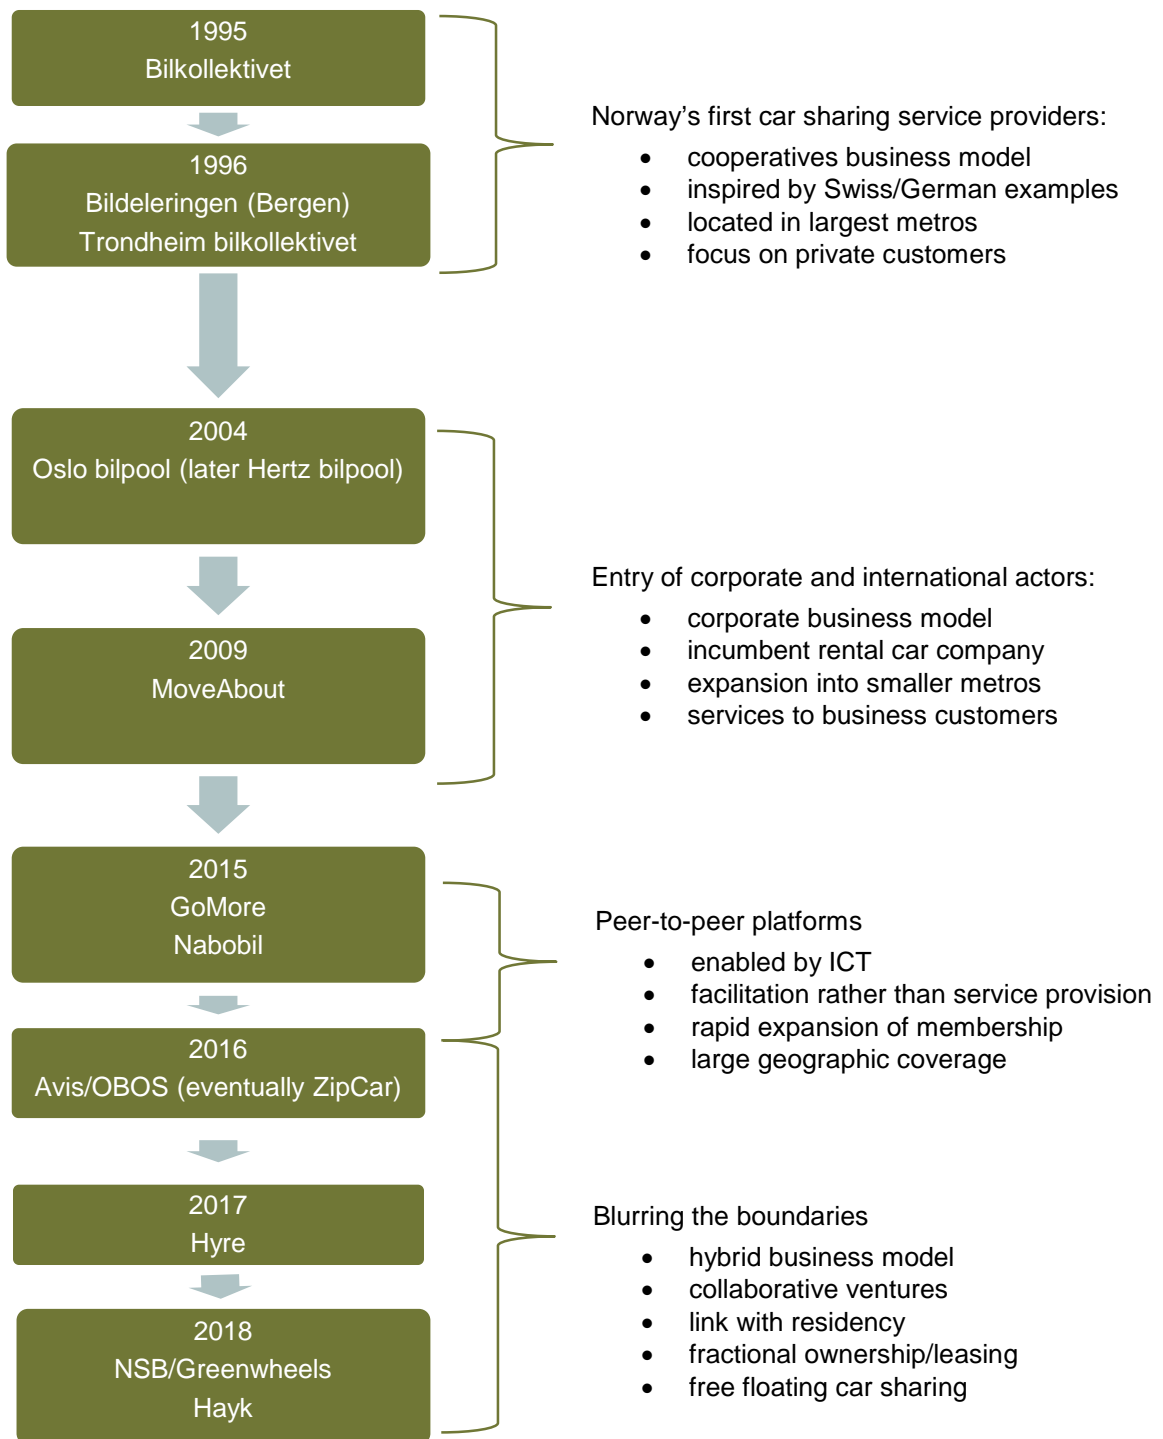 1995
Bilkollektivet
1996
Bildeleringen (Bergen)
Trondheim bilkollektivet
Norway's first car sharing service providers:
• cooperatives business model
• inspired by Swiss/German examples
• located in largest metros
• focus on private customers
2004
Oslo bilpool (later Hertz bilpool)
2009
MoveAbout
Entry of corporate and international actors:
• corporate business model
• incumbent rental car company
• expansion into smaller metros
• services to business customers
2015
GoMore
Nabobil
Peer-to-peer platforms
• enabled by ICT
• facilitation rather than service provision
• rapid expansion of membership
• large geographic coverage
2016
Avis/OBOS (eventually ZipCar)
2017
Hyre
2018
NSB/Greenwheels
Hayk
Blurring the boundaries
• hybrid business model
• collaborative ventures
• link with residency
• fractional ownership/leasing
• free floating car sharing